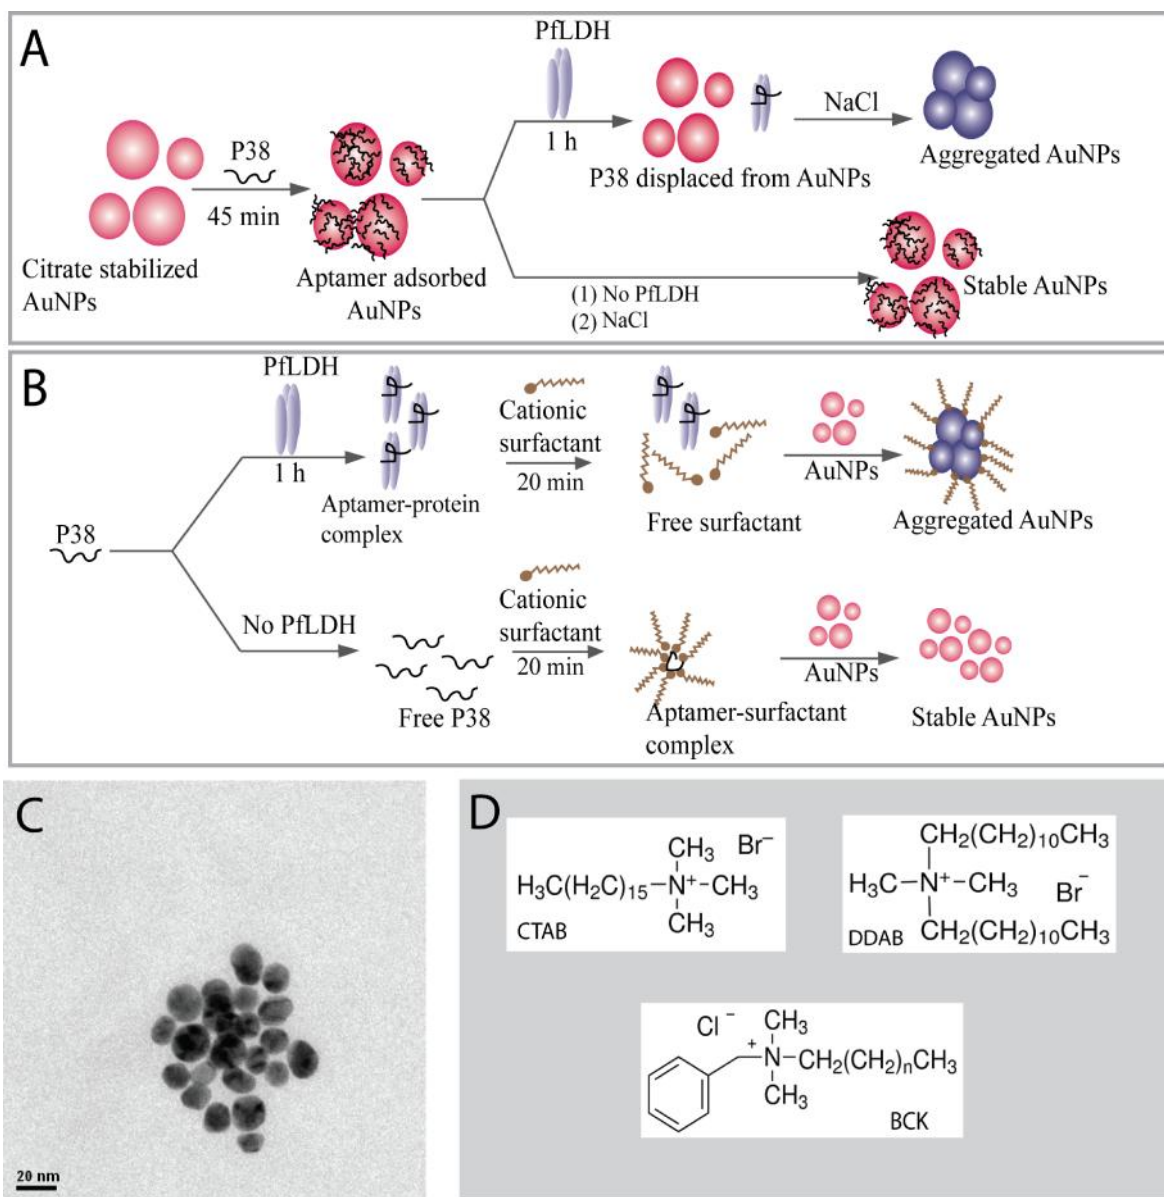 A
PfLDH
1 h
NaCl
P38 displaced from AuNPs
Aggregated AuNPs
P38
45 min
Citrate stabilized
AuNPs
Aptamer adsorbed
AuNPs
(1) No PfLDH
(2) NaCl
Stable AuNPs
B
PfLDH
1 h
Aptamer-protein
complex
Cationic
surfactant
20 min
Free surfactant
AuNPs
Aggregated AuNPs
P38
No PfLDH
Free P38
Cationic
surfactant
20 min
Aptamer-surfactant
complex
AuNPs
Stable AuNPs
C
20 nm
D
CH₃ Br⁻
H₃C(H₂C)₁₅–N⁺–CH₃
CH₃
CTAB
CH₂(CH₂)₁₀CH₃
H₃C–N⁺–CH₃ Br⁻
CH₂(CH₂)₁₀CH₃
DDAB
Cl⁻ CH₃
N⁺–CH₂(CH₂)ₙCH₃
CH₃
BCK